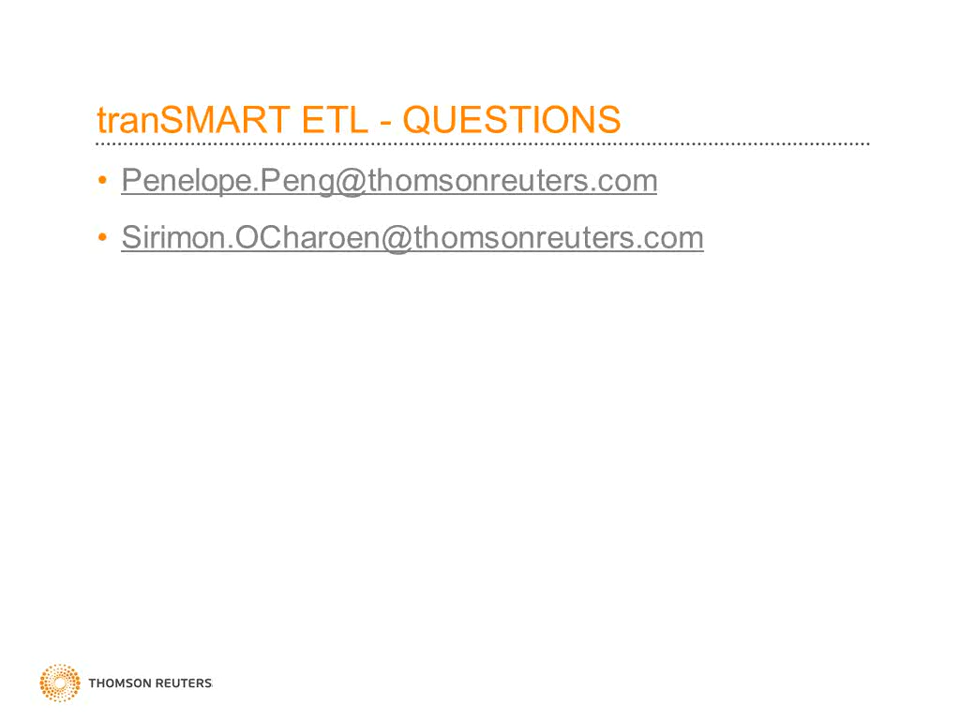 tranSMART ETL - QUESTIONS
• Penelope.Peng@thomsonreuters.com
• Sirimon.OCharoen@thomsonreuters.com
THOMSON REUTERS